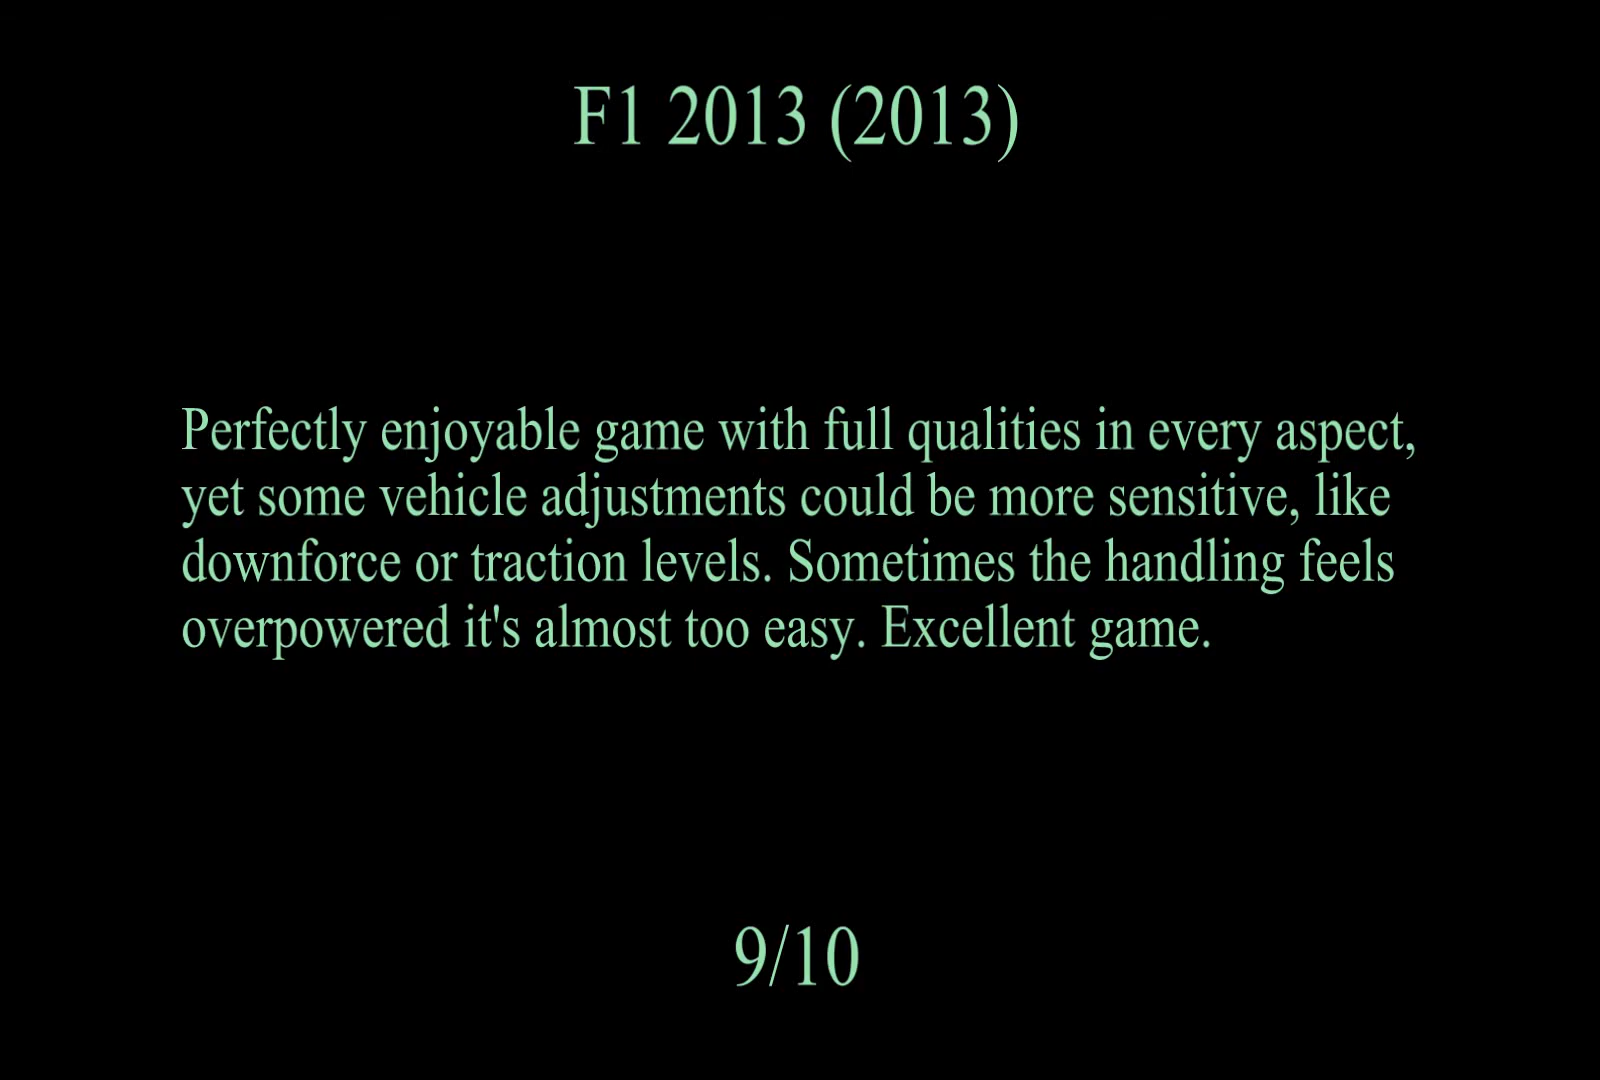 F1 2013 (2013)
Perfectly enjoyable game with full qualities in every aspect,
yet some vehicle adjustments could be more sensitive, like
downforce or traction levels. Sometimes the handling feels
overpowered it's almost too easy. Excellent game.
9/10